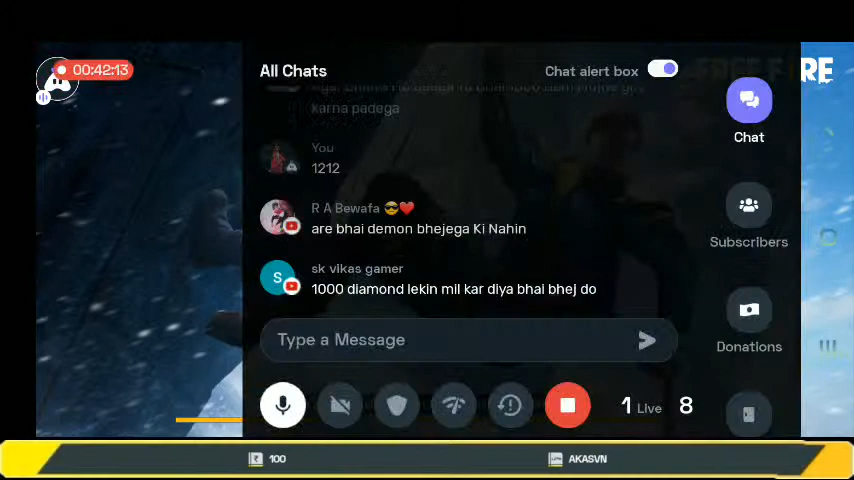 00:42:13
All Chats
Chat alert box
FREE FIRE
Chat
karna padega
You
1212
R A Bewafa 😎❤️
are bhai demon bhejega Ki Nahin
Subscribers
S
sk vikas gamer
1000 diamond lekin mil kar diya bhai bhej do
Type a Message
Donations
1 Live 8
₹ 100
AKASVN